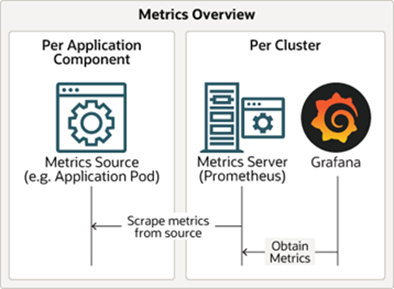 Metrics Overview
Per Application
Component
Per Cluster
Metrics Source
(e.g. Application Pod)
Metrics Server
(Prometheus)
Grafana
Scrape metrics
from source
Obtain
Metrics